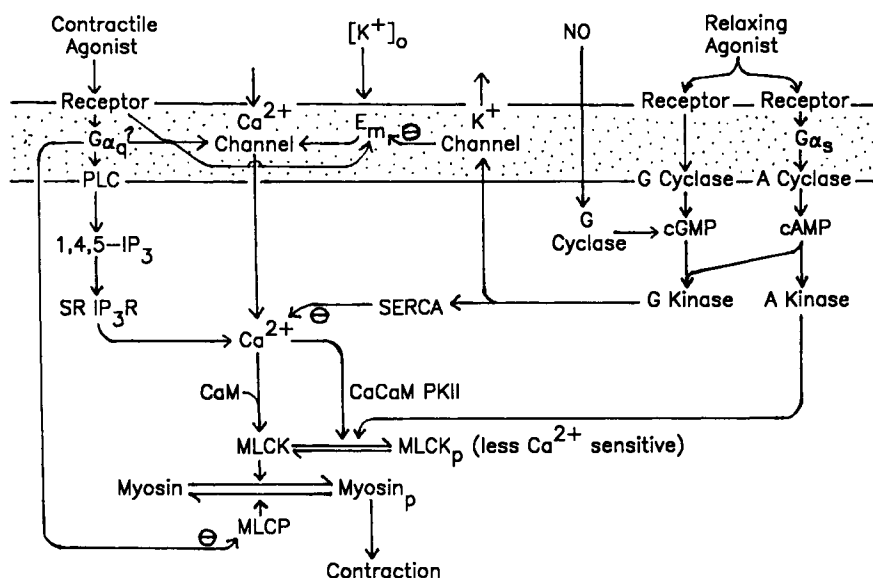 Contractile
Agonist
[K+]o
NO
Relaxing
Agonist
Receptor
Ca2+
Channel
Em
⊖
K+
Channel
Receptor
Receptor
Gαq
Gαs
PLC
G Cyclase
A Cyclase
1,4,5-IP3
G
Cyclase
cGMP
cAMP
SR IP3R
⊖
SERCA
G Kinase
A Kinase
Ca2+
CaM
CaCaM PKII
MLCK
MLCKp (less Ca2+ sensitive)
Myosin
Myosinp
⊖
MLCP
Contraction